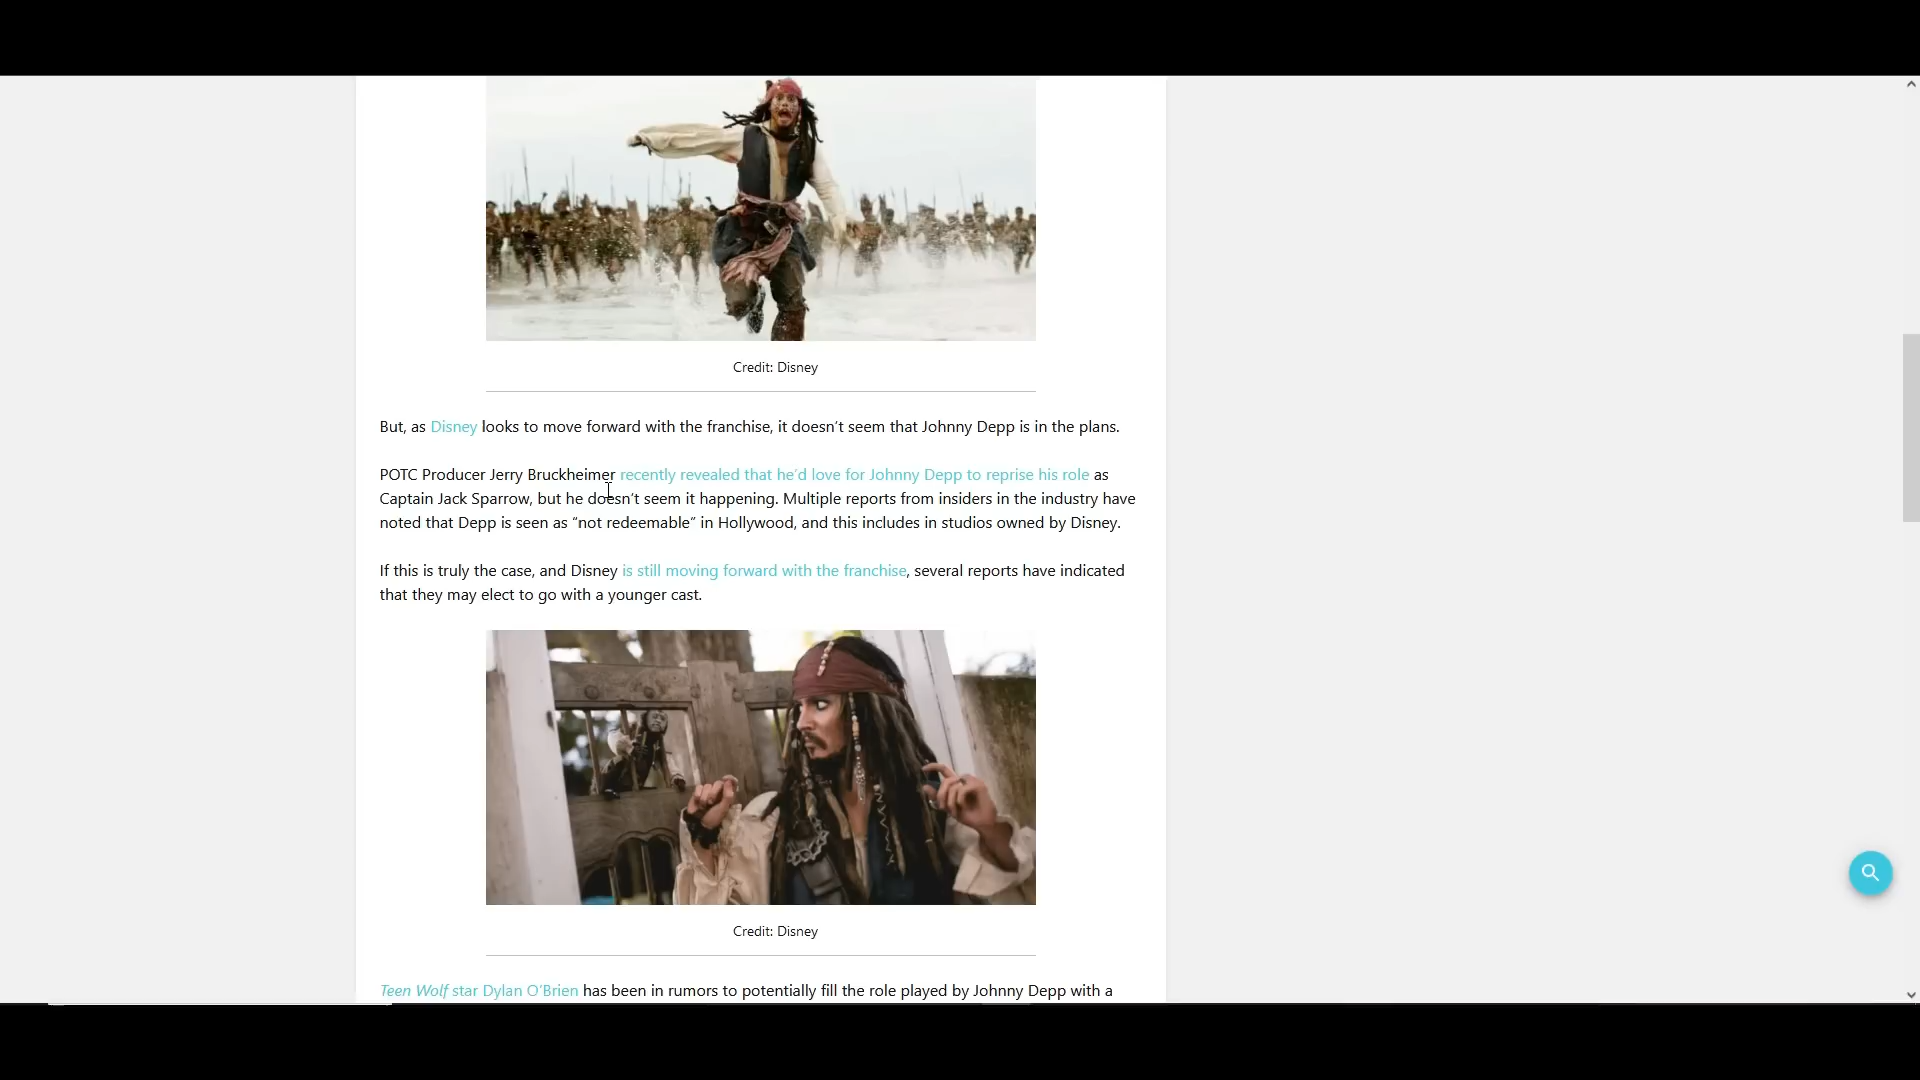 Credit: Disney
But, as Disney looks to move forward with the franchise, it doesn’t seem that Johnny Depp is in the plans.
POTC Producer Jerry Bruckheimer recently revealed that he’d love for Johnny Depp to reprise his role as
Captain Jack Sparrow, but he doesn’t seem it happening. Multiple reports from insiders in the industry have
noted that Depp is seen as “not redeemable” in Hollywood, and this includes in studios owned by Disney.
If this is truly the case, and Disney is still moving forward with the franchise, several reports have indicated
that they may elect to go with a younger cast.
Credit: Disney
Teen Wolf star Dylan O’Brien has been in rumors to potentially fill the role played by Johnny Depp with a